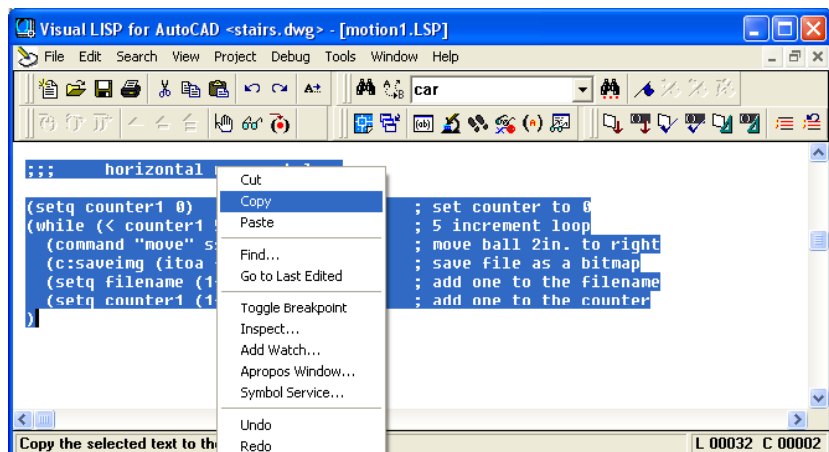 Visual LISP for AutoCAD <stairs.dwg> - [motion1.LSP]
File Edit Search View Project Debug Tools Window Help
car
;;; horizontal
(setq counter1 0) ; set counter to 0
(while (< counter1 ; 5 increment loop
(command "move" ; move ball 2in. to right
(c:saveimg (itoa ; save file as a bitmap
(setq filename (1 ; add one to the filename
(setq counter1 (1 ; add one to the counter
)
Cut
Copy
Paste
Find...
Go to Last Edited
Toggle Breakpoint
Inspect...
Add Watch...
Apropos Window...
Symbol Service...
Undo
Redo
Copy the selected text to th
L 00032 C 00002